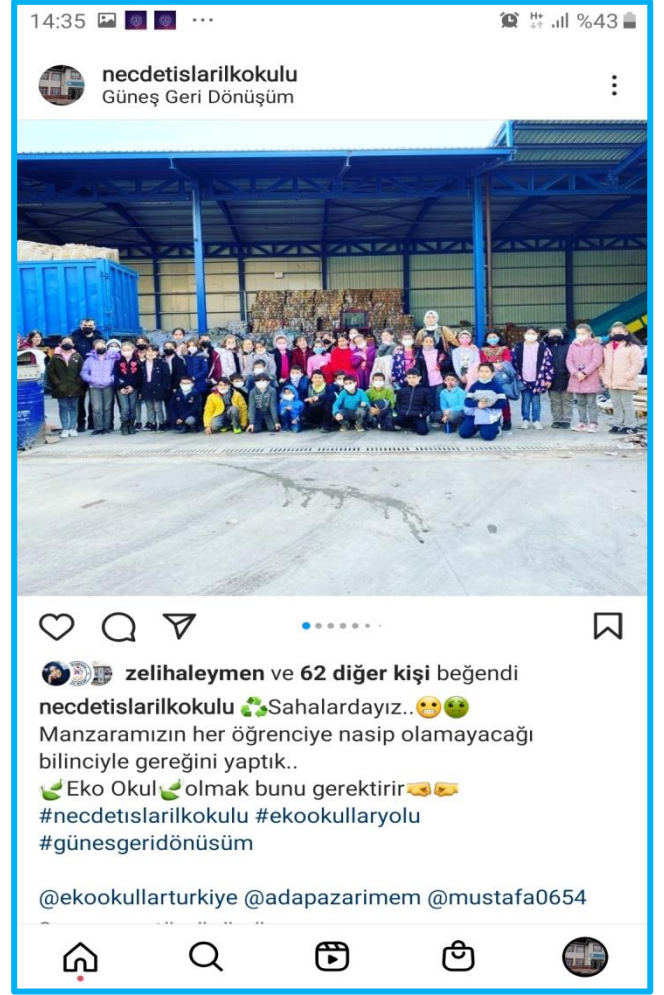 14:35 ... H+ %43
necdetislarilkokulu
Güneş Geri Dönüşüm
zelihaleymen ve 62 diğer kişi beğendi
necdetislarilkokulu ♻️Sahalardayız..😬🤢
Manzaramızın her öğrenciye nasip olamayacağı
bilinciyle gereğini yaptık..
🍃Eko Okul🍃olmak bunu gerektirir🤜🤛
#necdetıslarilkokulu #ekookullaryolu
#günesgeridönüsüm
@ekookullarturkiye @adapazarimem @mustafa0654